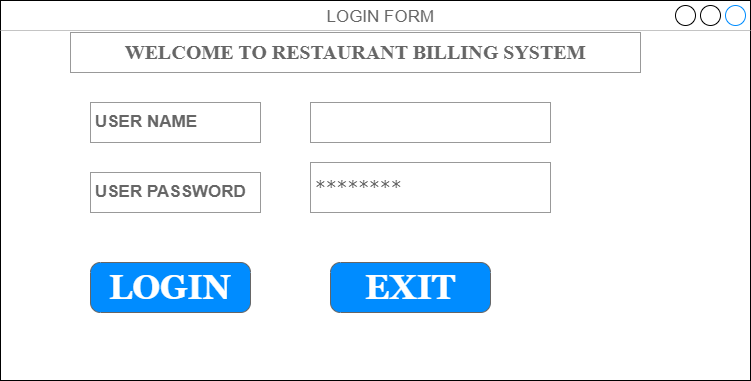 LOGIN FORM
WELCOME TO RESTAURANT BILLING SYSTEM
USER NAME
USER PASSWORD
********
LOGIN
EXIT